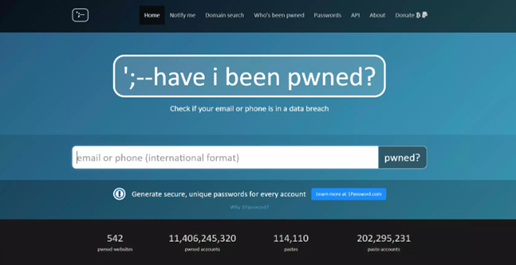 ';--
Home Notify me Domain search Who's been pwned Passwords API About Donate
';--have i been pwned?
Check if your email or phone is in a data breach
email or phone (international format) pwned?
Generate secure, unique passwords for every account Learn more at 1Password.com
Why 1Password?
542 11,406,245,320 114,110 202,295,231
pwned websites pwned accounts pastes paste accounts